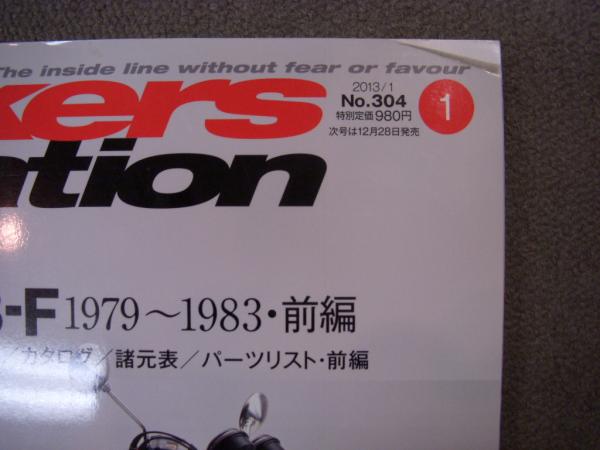 The inside line without fear or favour
kers
ation
2013/1
No.304
特別定価980円
次号は12月28日発売
1
-F 1979〜1983・前編
／カタログ／諸元表／パーツリスト・前編